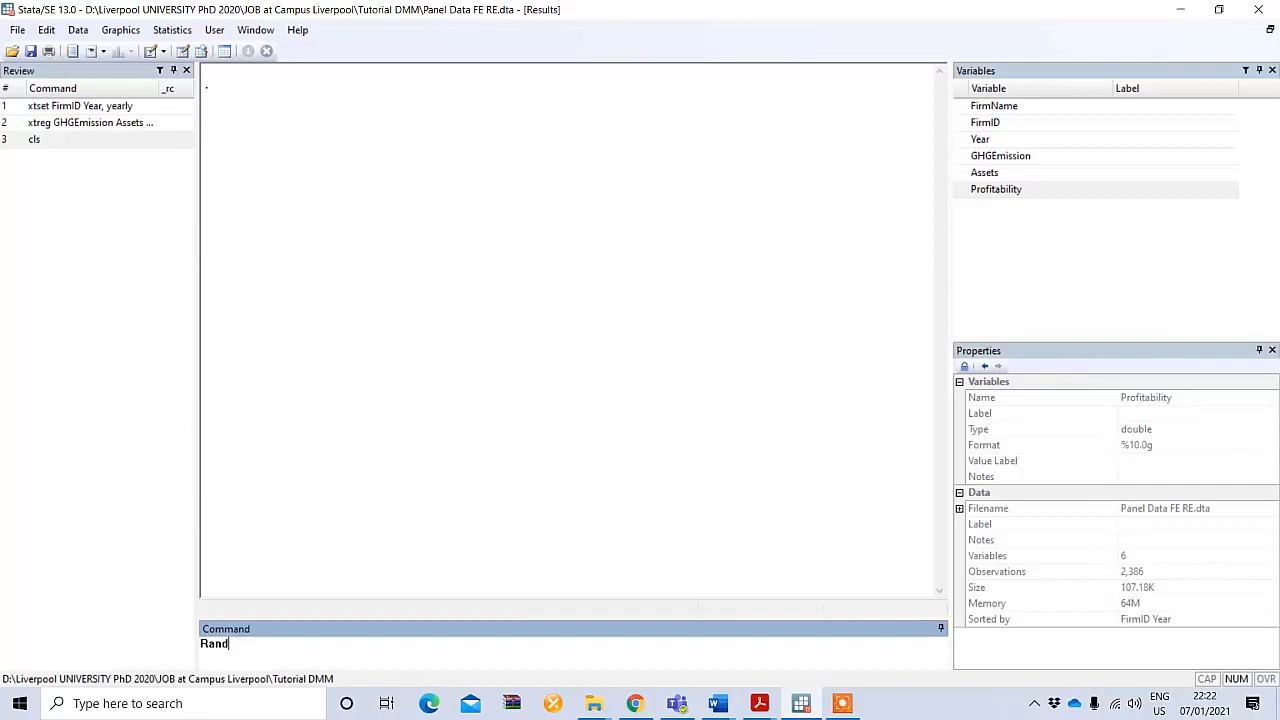 Stata/SE 13.0 - D:\Liverpool UNIVERSITY PhD 2020\JOB at Campus Liverpool\Tutorial DMM\Panel Data FE RE.dta - [Results]
File Edit Data Graphics Statistics User Window Help
Review
# Command _rc
1 xtset FirmID Year, yearly
2 xtreg GHGEmission Assets ...
3 cls
.
Command
Rand
Variables
Variable Label
FirmName
FirmID
Year
GHGEmission
Assets
Profitability
Properties
Variables
Name Profitability
Label
Type double
Format %10.0g
Value Label
Notes
Data
Filename Panel Data FE RE.dta
Label
Notes
Variables 6
Observations 2,386
Size 107.18K
Memory 64M
Sorted by FirmID Year
D:\Liverpool UNIVERSITY PhD 2020\JOB at Campus Liverpool\Tutorial DMM
CAP NUM OVR
Type here to search
ENG
US
22:22
07/01/2021